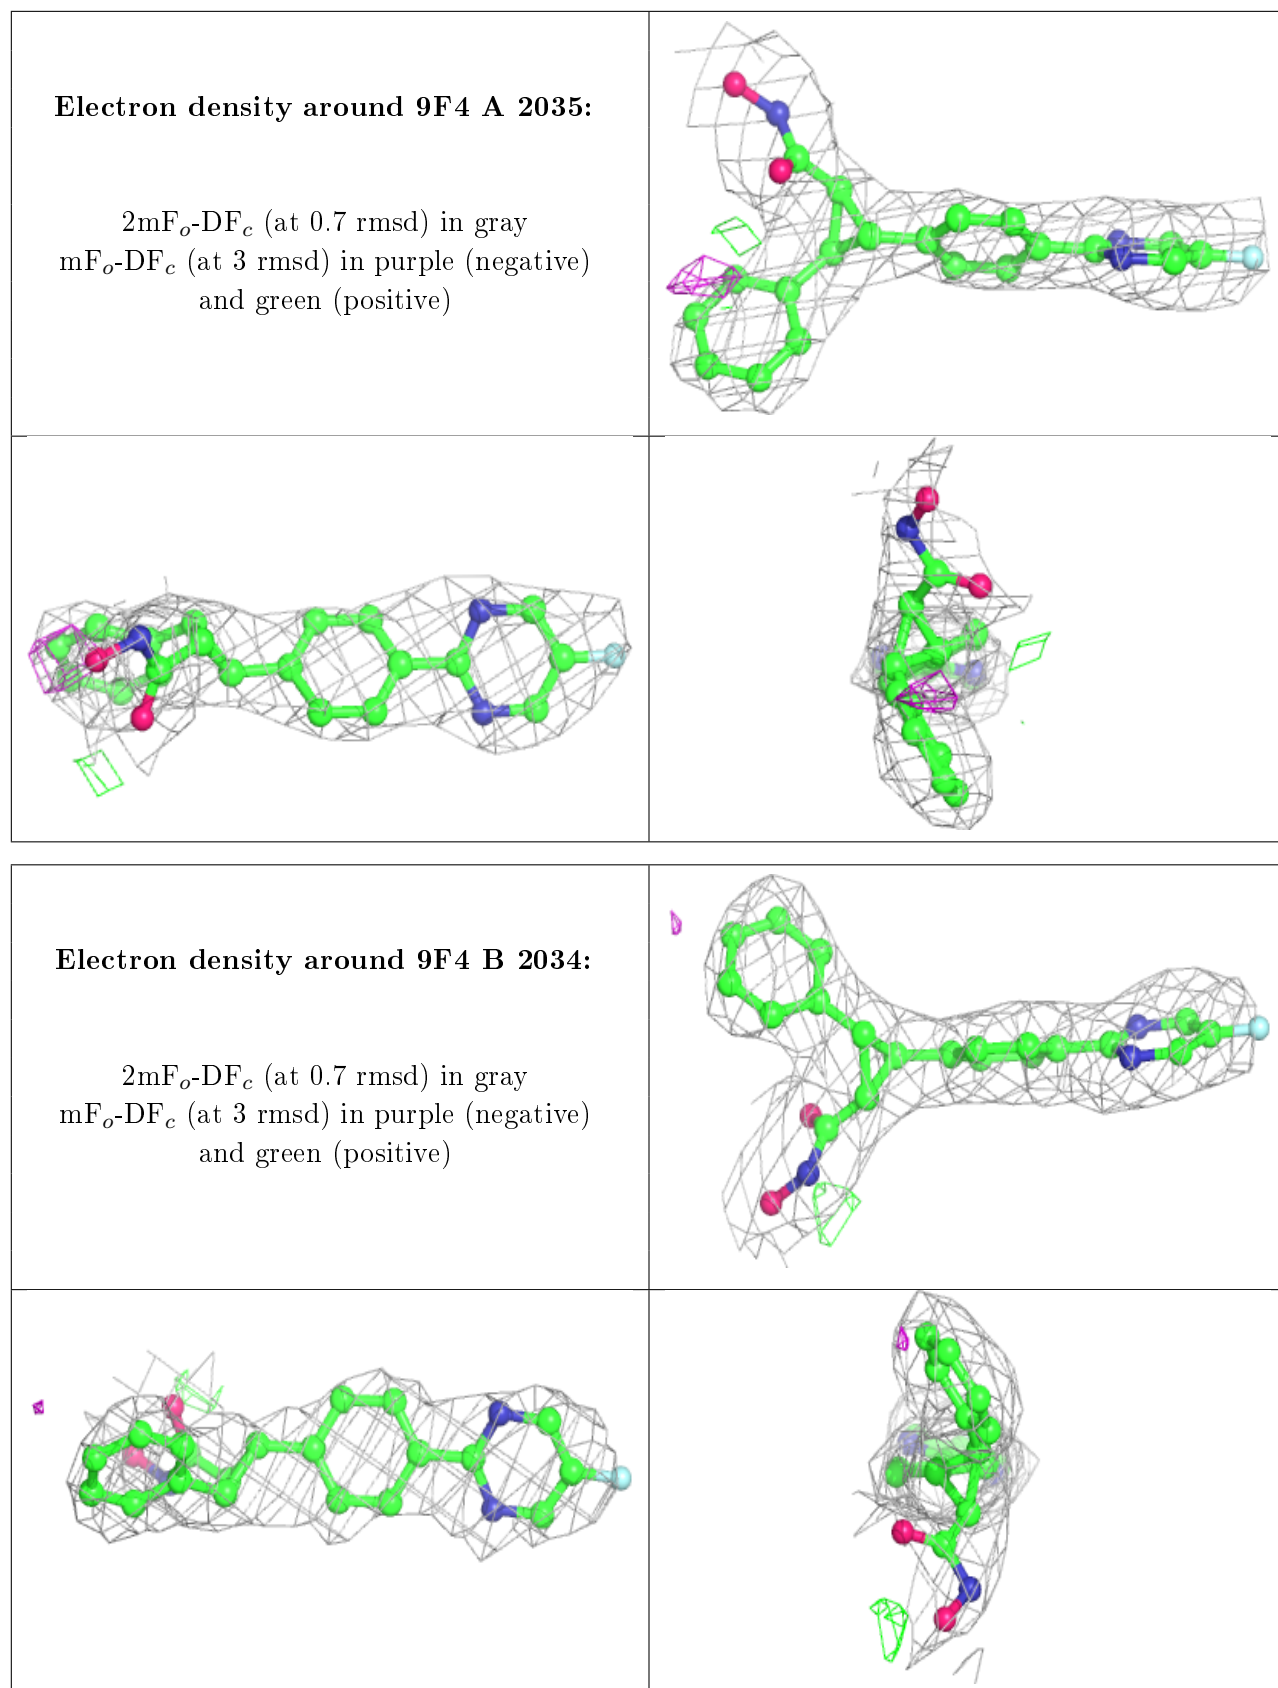 Electron density around 9F4 A 2035:
2mFₒ-DF𝒸 (at 0.7 rmsd) in gray
mFₒ-DF𝒸 (at 3 rmsd) in purple (negative)
and green (positive)
Electron density around 9F4 B 2034:
2mFₒ-DF𝒸 (at 0.7 rmsd) in gray
mFₒ-DF𝒸 (at 3 rmsd) in purple (negative)
and green (positive)